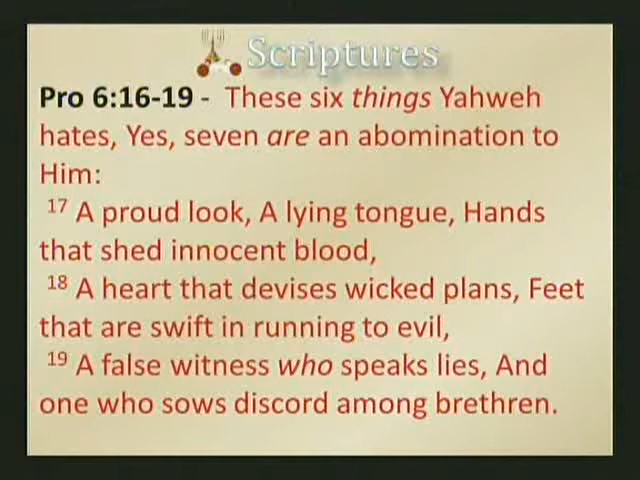 Scriptures
Pro 6:16-19 - These six things Yahweh
hates, Yes, seven are an abomination to
Him:
17 A proud look, A lying tongue, Hands
that shed innocent blood,
18 A heart that devises wicked plans, Feet
that are swift in running to evil,
19 A false witness who speaks lies, And
one who sows discord among brethren.